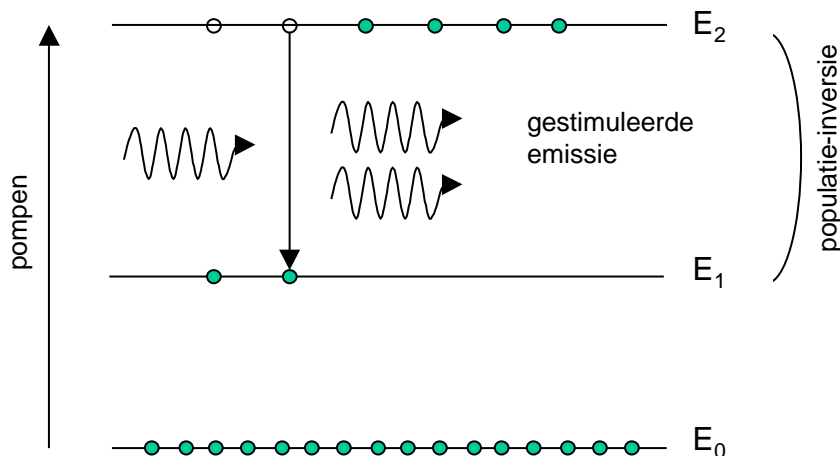 E₂
gestimuleerde
emissie
populatie-inversie
pompen
E₁
E₀